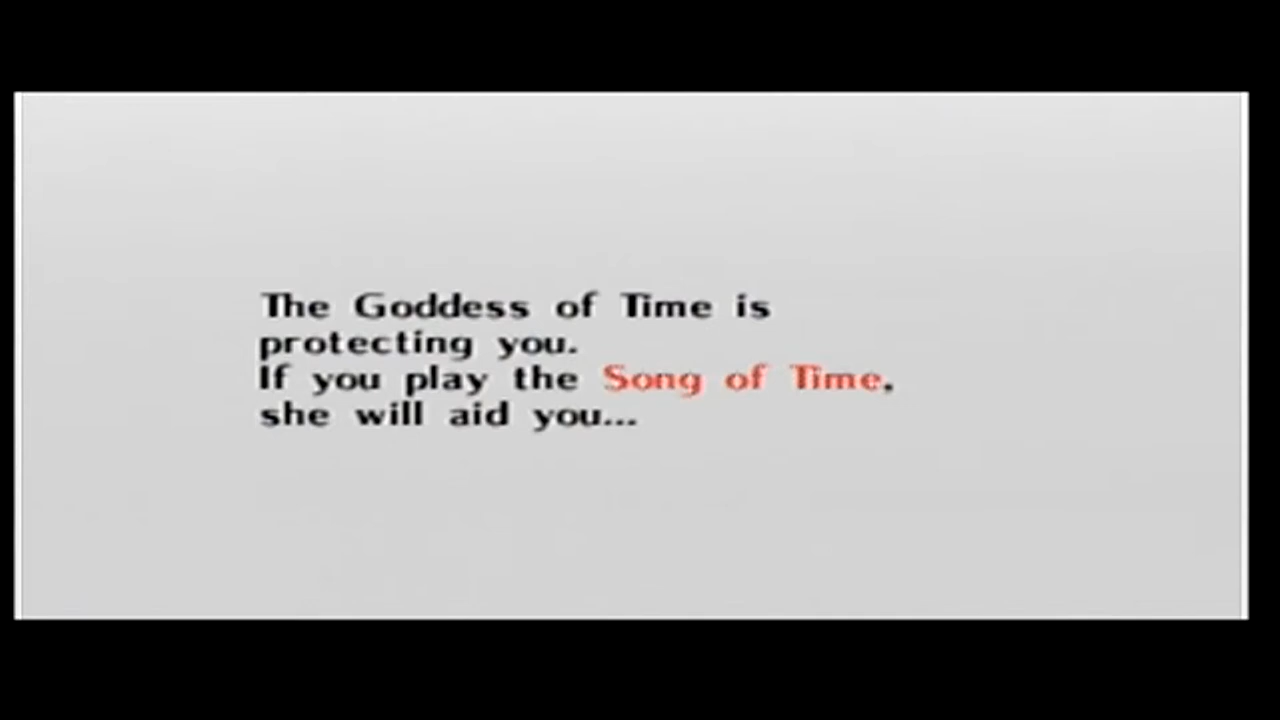 The Goddess of Time is
protecting you.
If you play the Song of Time,
she will aid you...